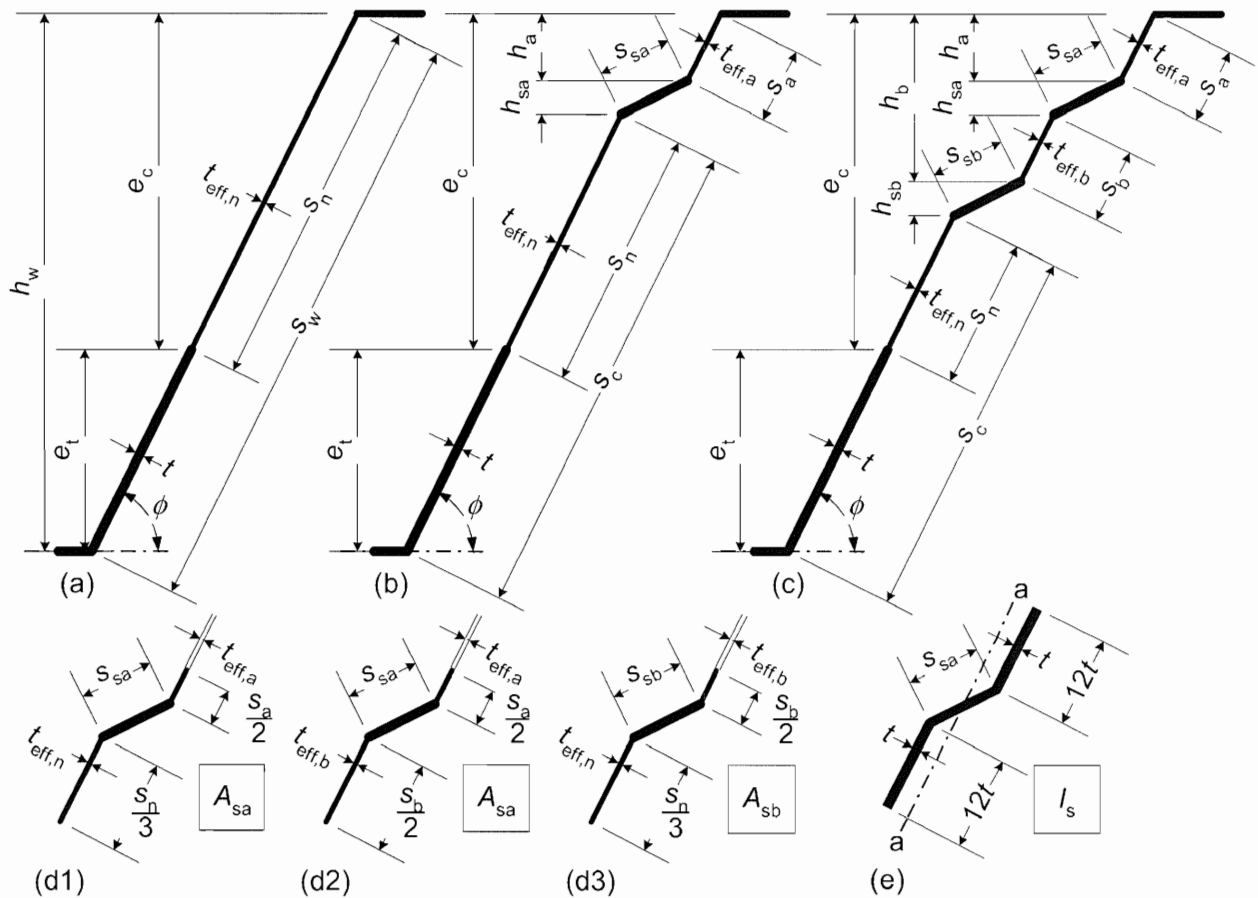 h_w
e_c
e_t
t_eff,n
s_n
s_w
t
ϕ
(a)
e_c
e_t
h_a
h_sa
s_sa
t_eff,a
s_a
t_eff,n
s_n
s_c
t
ϕ
(b)
e_c
e_t
h_a
h_b
h_sa
h_sb
s_sa
t_eff,a
s_a
s_sb
t_eff,b
s_b
t_eff,n
s_n
s_c
t
ϕ
(c)
s_sa
t_eff,a
s_a/2
t_eff,n
s_n/3
A_sa
(d1)
s_sa
t_eff,a
s_a/2
t_eff,b
s_b/2
A_sa
(d2)
s_sb
t_eff,b
s_b/2
t_eff,n
s_n/3
A_sb
(d3)
a
s_sa
t
12t
t
12t
a
I_s
(e)